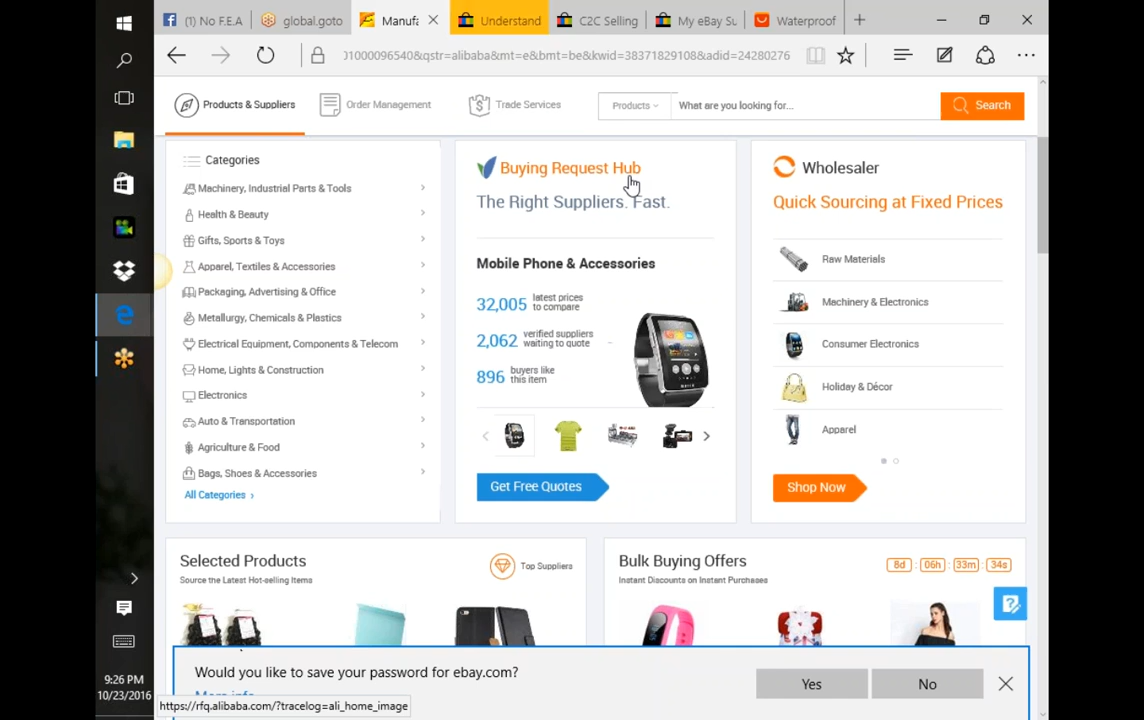 (1) No F.E.A
global.goto
Manufa
Understand
C2C Selling
My eBay Su
Waterproof
01000096540&qstr=alibaba&mt=e&bmt=be&kwid=38371829108&adid=24280276
Products & Suppliers
Order Management
Trade Services
Products
What are you looking for...
Search
Categories
Machinery, Industrial Parts & Tools
Health & Beauty
Gifts, Sports & Toys
Apparel, Textiles & Accessories
Packaging, Advertising & Office
Metallurgy, Chemicals & Plastics
Electrical Equipment, Components & Telecom
Home, Lights & Construction
Electronics
Auto & Transportation
Agriculture & Food
Bags, Shoes & Accessories
All Categories
Buying Request Hub
The Right Suppliers. Fast.
Mobile Phone & Accessories
32,005 latest prices
to compare
2,062 verified suppliers
waiting to quote
896 buyers like
this item
Get Free Quotes
Wholesaler
Quick Sourcing at Fixed Prices
Raw Materials
Machinery & Electronics
Consumer Electronics
Holiday & Décor
Apparel
Shop Now
Selected Products
Source the Latest Hot-selling Items
Top Suppliers
Bulk Buying Offers
Instant Discounts on Instant Purchases
8d : 06h : 33m : 34s
Would you like to save your password for ebay.com?
More info
Yes
No
https://rfq.alibaba.com/?tracelog=ali_home_image
9:26 PM
10/23/2016